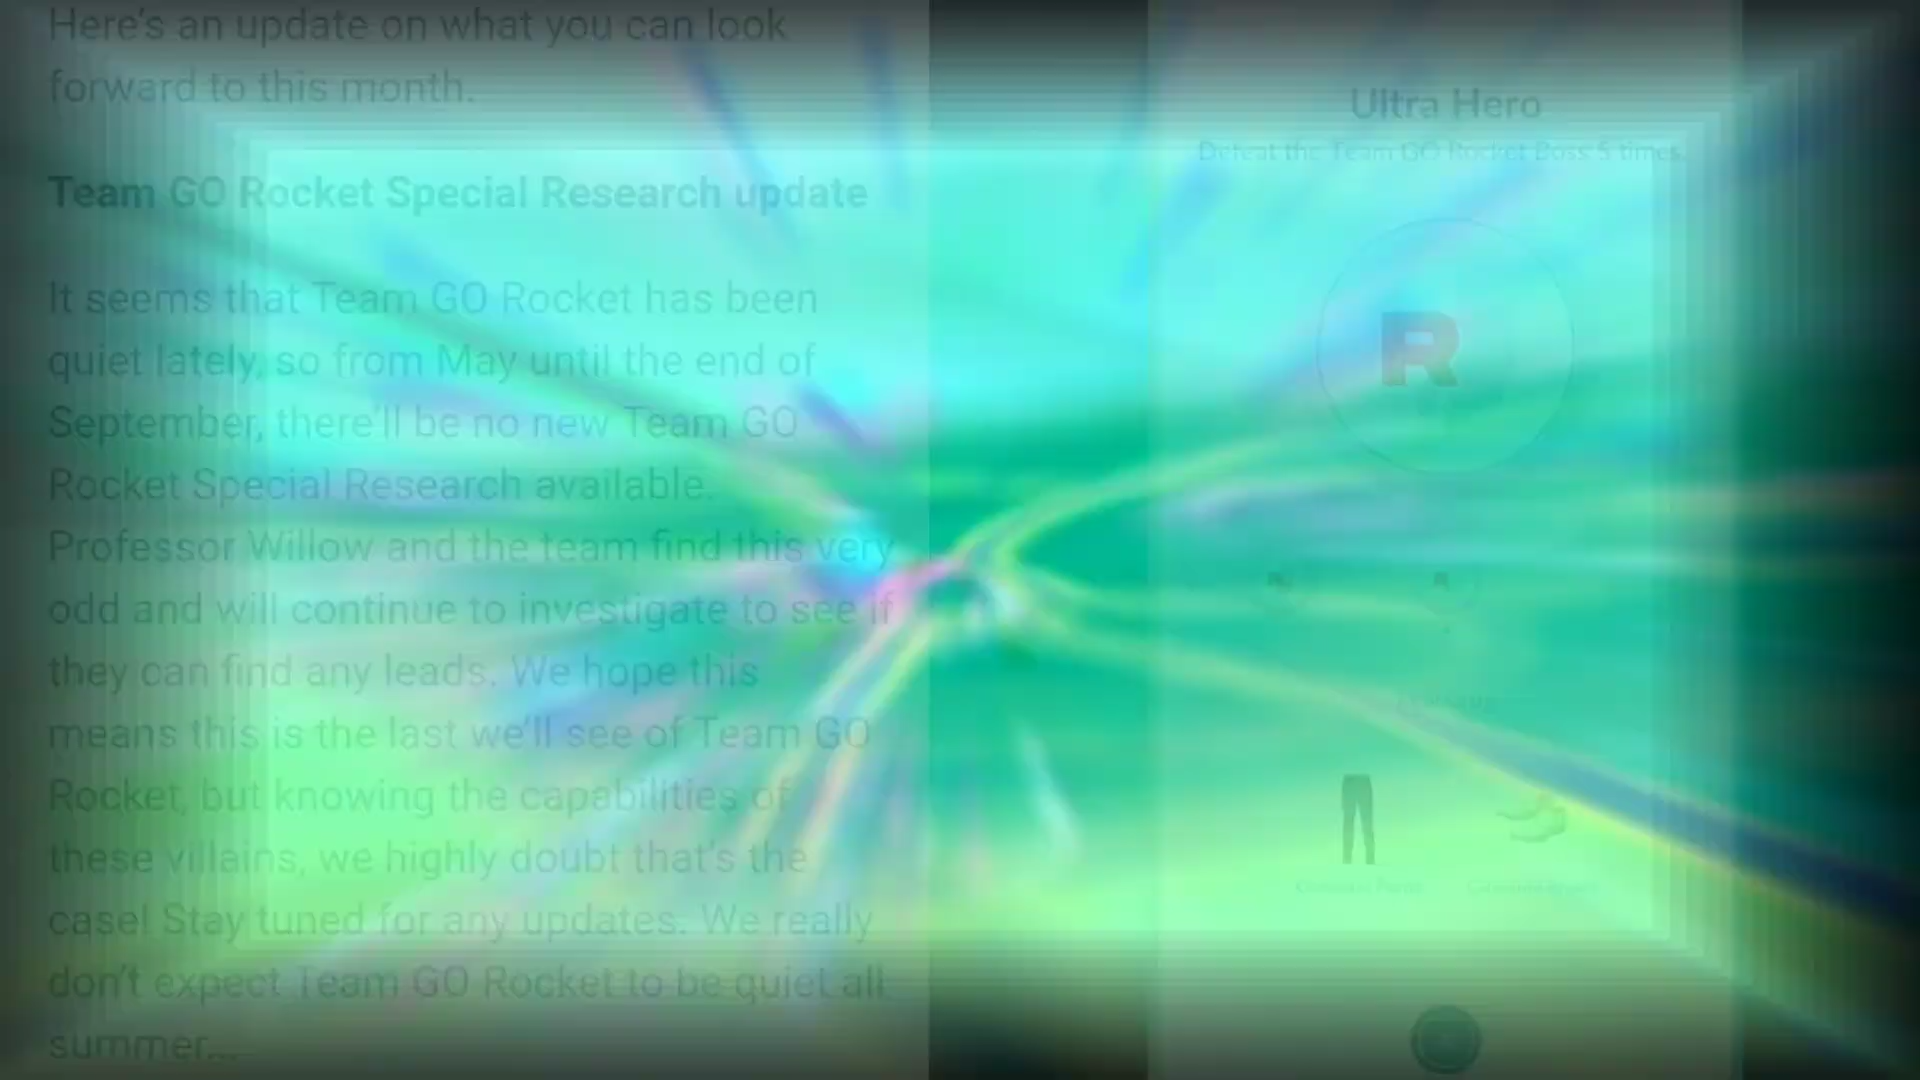 Here's an update on what you can look
forward to this month.
Team GO Rocket Special Research update
It seems that Team GO Rocket has been
quiet lately, so from May until the end of
September, there'll be no new Team GO
Rocket Special Research available.
Professor Willow and the team find this very
odd and will continue to investigate to see if
they can find any leads. We hope this
means this is the last we'll see of Team GO
Rocket, but knowing the capabilities of
these villains, we highly doubt that's the
case! Stay tuned for any updates. We really
don't expect Team GO Rocket to be quiet all
summer...
Ultra Hero
Defeat the Team GO Rocket Boss 5 times.
R